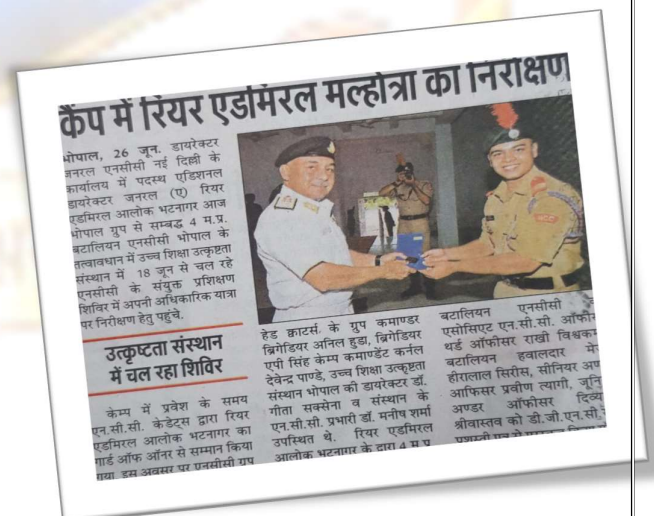 कैंप में रियर एडमिरल मल्होत्रा का निरीक्षण
भोपाल, 26 जून. डायरेक्टर
जनरल एनसीसी नई दिल्ली के
कार्यालय में पदस्थ एडिशनल
डायरेक्टर जनरल (ए) रियर
एडमिरल आलोक भटनागर आज
भोपाल ग्रुप से सम्बद्ध 4 म.प्र.
बटालियन एनसीसी भोपाल के
तत्वावधान में उच्च शिक्षा उत्कृष्टता
संस्थान में 18 जून से चल रहे
एनसीसी के संयुक्त प्रशिक्षण
शिविर में अपनी अधिकारिक यात्रा
पर निरीक्षण हेतु पहुंचे.
उत्कृष्टता संस्थान
में चल रहा शिविर
केम्प में प्रवेश के समय
एन.सी.सी. केडेट्स द्वारा रियर
एडमिरल आलोक भटनागर का
गार्ड ऑफ ऑनर से सम्मान किया
गया. इस अवसर पर एनसीसी ग्रुप
हेड क्वाटर्स. के ग्रुप कमाण्डर
ब्रिगेडियर अनिल हुडा, ब्रिगेडियर
एपी सिंह केम्प कमाण्डेंट कर्नल
देवेन्द्र पाण्डे, उच्च शिक्षा उत्कृष्टता
संस्थान भोपाल की डायरेक्टर डॉ.
गीता सक्सेना व संस्थान के
एन.सी.सी. प्रभारी डॉ. मनीष शर्मा
उपस्थित थे. रियर एडमिरल
आलोक भटनागर के द्वारा 4 म.प्र
बटालियन एनसीसी
एसोसिएट एन.सी.सी.
थर्ड ऑफीसर राखी
बटालियन हवालदार
हीरालाल सिरोस, सीनियर
आफिसर प्रवीण त्यागी,
अण्डर ऑफीसर
श्रीवास्तव को डी.जी.एन.सी.